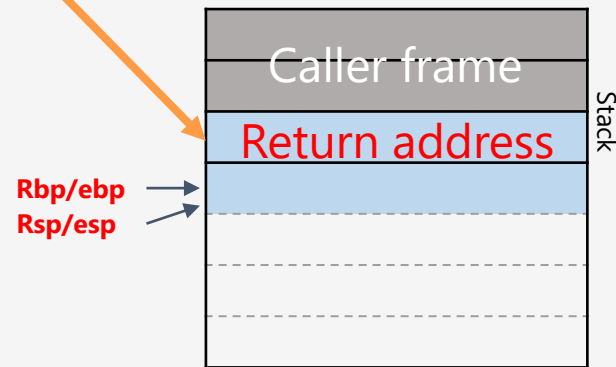 Caller frame
Return address
Stack
Rbp/ebp
Rsp/esp